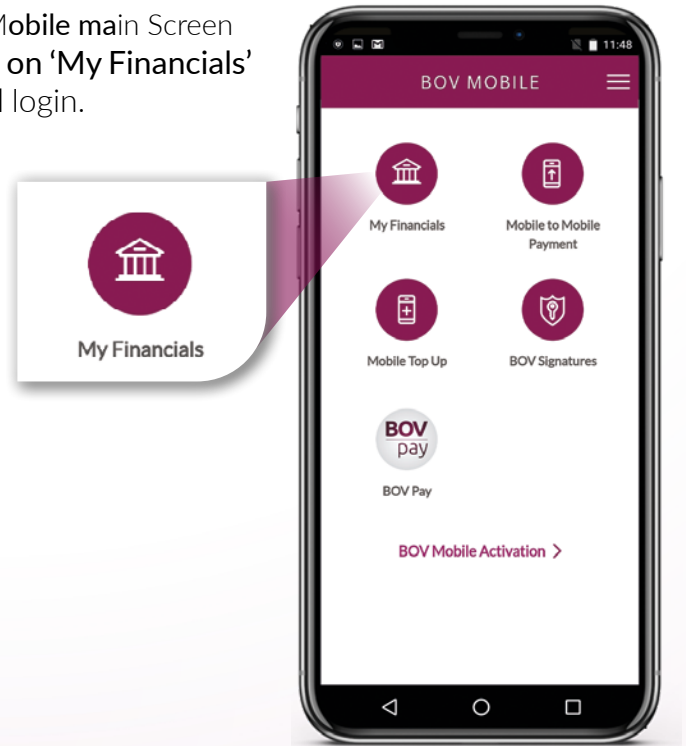 Mobile main Screen
on ‘My Financials’
login.
My Financials
11:48
BOV MOBILE
My Financials
Mobile to Mobile
Payment
Mobile Top Up
BOV Signatures
BOV
pay
BOV Pay
BOV Mobile Activation >